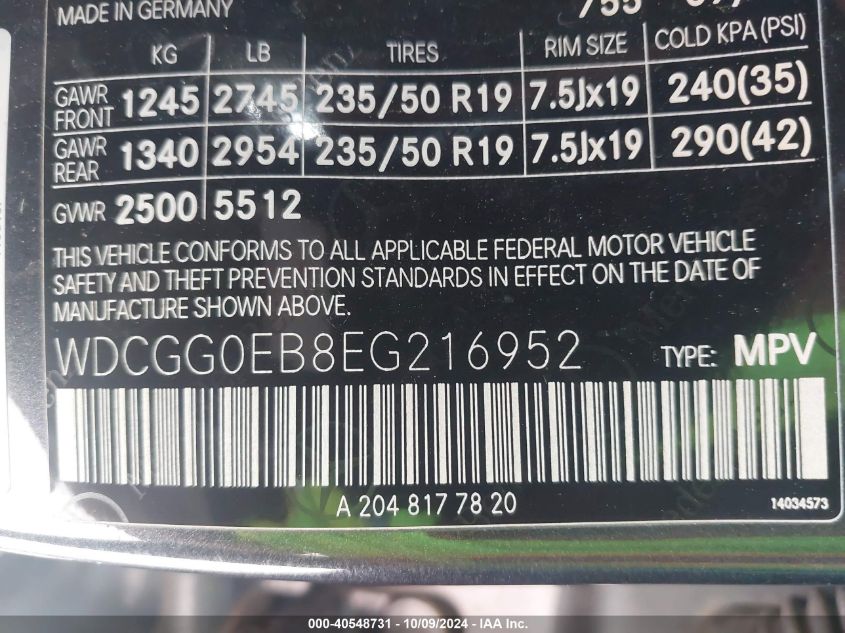 MADE IN GERMANY 755
KG LB TIRES RIM SIZE COLD KPA (PSI)
GAWR FRONT 1245 2745 235/50 R19 7.5Jx19 240(35)
GAWR REAR 1340 2954 235/50 R19 7.5Jx19 290(42)
GVWR 2500 5512
THIS VEHICLE CONFORMS TO ALL APPLICABLE FEDERAL MOTOR VEHICLE
SAFETY AND THEFT PREVENTION STANDARDS IN EFFECT ON THE DATE OF
MANUFACTURE SHOWN ABOVE.
WDCGG0EB8EG216952 TYPE: MPV
A 204 817 78 20
14034573
000-40548731 - 10/09/2024 - IAA Inc.